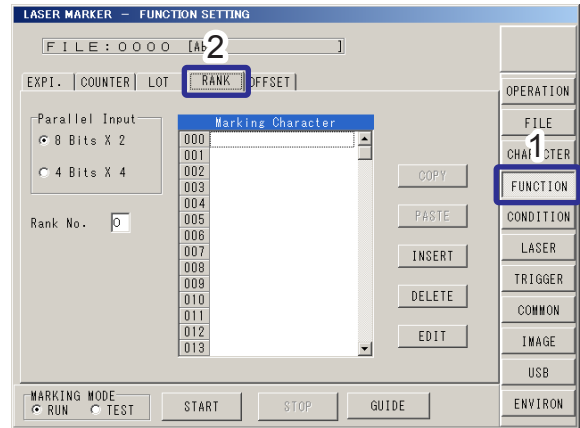 LASER MARKER – FUNCTION SETTING
FILE:0000 [Ab ]
2
EXPI. COUNTER LOT RANK OFFSET
Parallel Input
8 Bits X 2
4 Bits X 4
Rank No. 0
Marking Character
000
001
002
003
004
005
006
007
008
009
010
011
012
013
COPY
PASTE
INSERT
DELETE
EDIT
OPERATION
FILE
1
CHARACTER
FUNCTION
CONDITION
LASER
TRIGGER
COMMON
IMAGE
USB
ENVIRON
MARKING MODE
RUN TEST
START
STOP
GUIDE